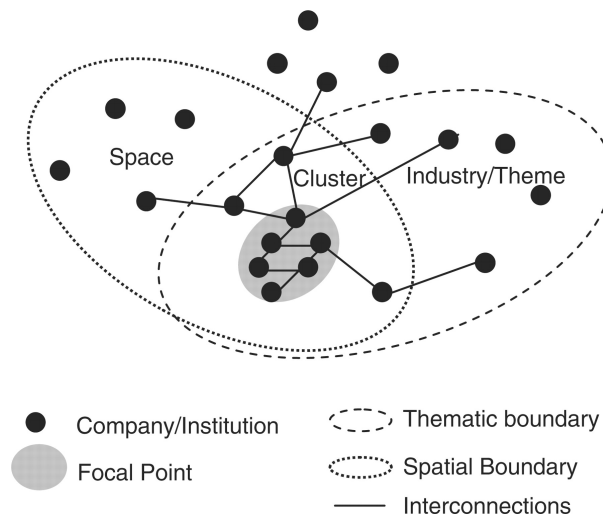 Space
Cluster
Industry/Theme
Company/Institution
Focal Point
Thematic boundary
Spatial Boundary
Interconnections